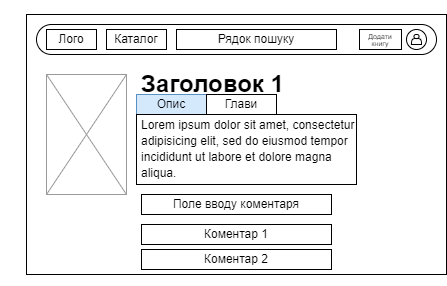 Лого Каталог Рядок пошуку Додати
книгу
Заголовок 1
Опис Глави
Lorem ipsum dolor sit amet, consectetur
adipisicing elit, sed do eiusmod tempor
incididunt ut labore et dolore magna
aliqua.
Поле вводу коментаря
Коментар 1
Коментар 2